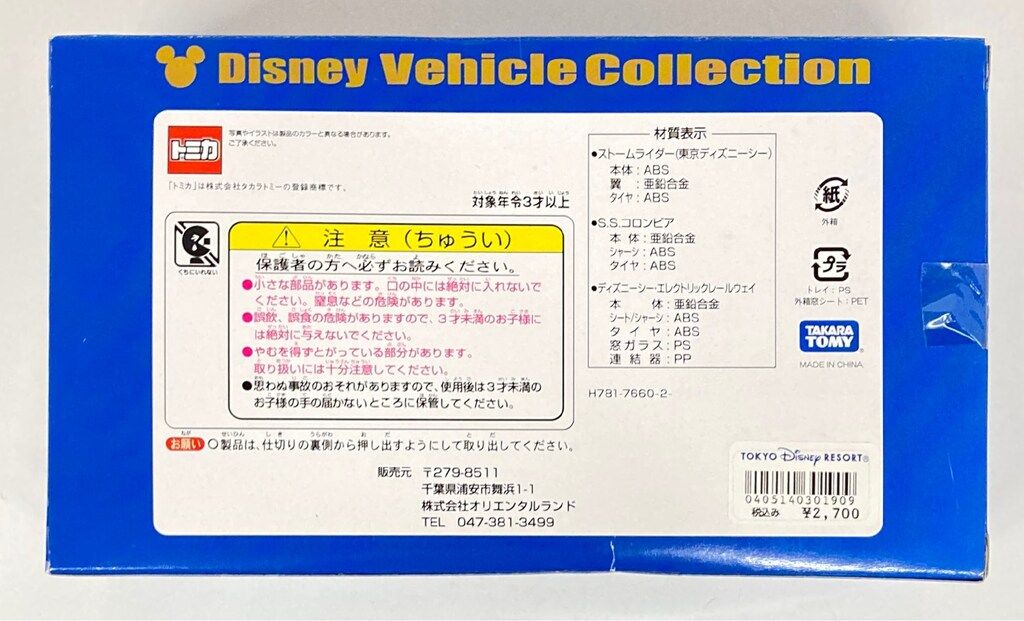 Disney Vehicle Collection
トミカ
写真やイラストは製品のカラーと異なる場合があります。
ご了承ください。
「トミカ」は株式会社タカラトミーの登録商標です。
対象年令3才以上
くちにいれない
注 意 (ちゅうい)
保護者の方へ必ずお読みください。
●小さな部品があります。口の中には絶対に入れないで
ください。窒息などの危険があります。
●誤飲、誤食の危険がありますので、3才未満のお子様に
は絶対に与えないでください。
●やむを得ずとがっている部分があります。
取り扱いには十分注意してください。
●思わぬ事故のおそれがありますので、使用後は3才未満の
お子様の手の届かないところに保管してください。
お願い ○製品は、仕切りの裏側から押し出すようにして取り出してください。
販売元 〒279-8511
千葉県浦安市舞浜1-1
株式会社オリエンタルランド
TEL 047-381-3499
材質表示
●ストームライダー(東京ディズニーシー)
本体:ABS
翼:亜鉛合金
タイヤ:ABS
●S.S.コロンビア
本体:亜鉛合金
シャーシ:ABS
タイヤ:ABS
●ディズニーシー・エレクトリックレールウェイ
本体:亜鉛合金
シート/シャーシ:ABS
タイヤ:ABS
窓ガラス:PS
連結器:PP
H781-7660-2-
紙
外箱
プラ
トレイ:PS
外箱窓シート:PET
TAKARA TOMY
MADE IN CHINA
TOKYO Disney RESORT®
0405140301909
税込み ¥2,700